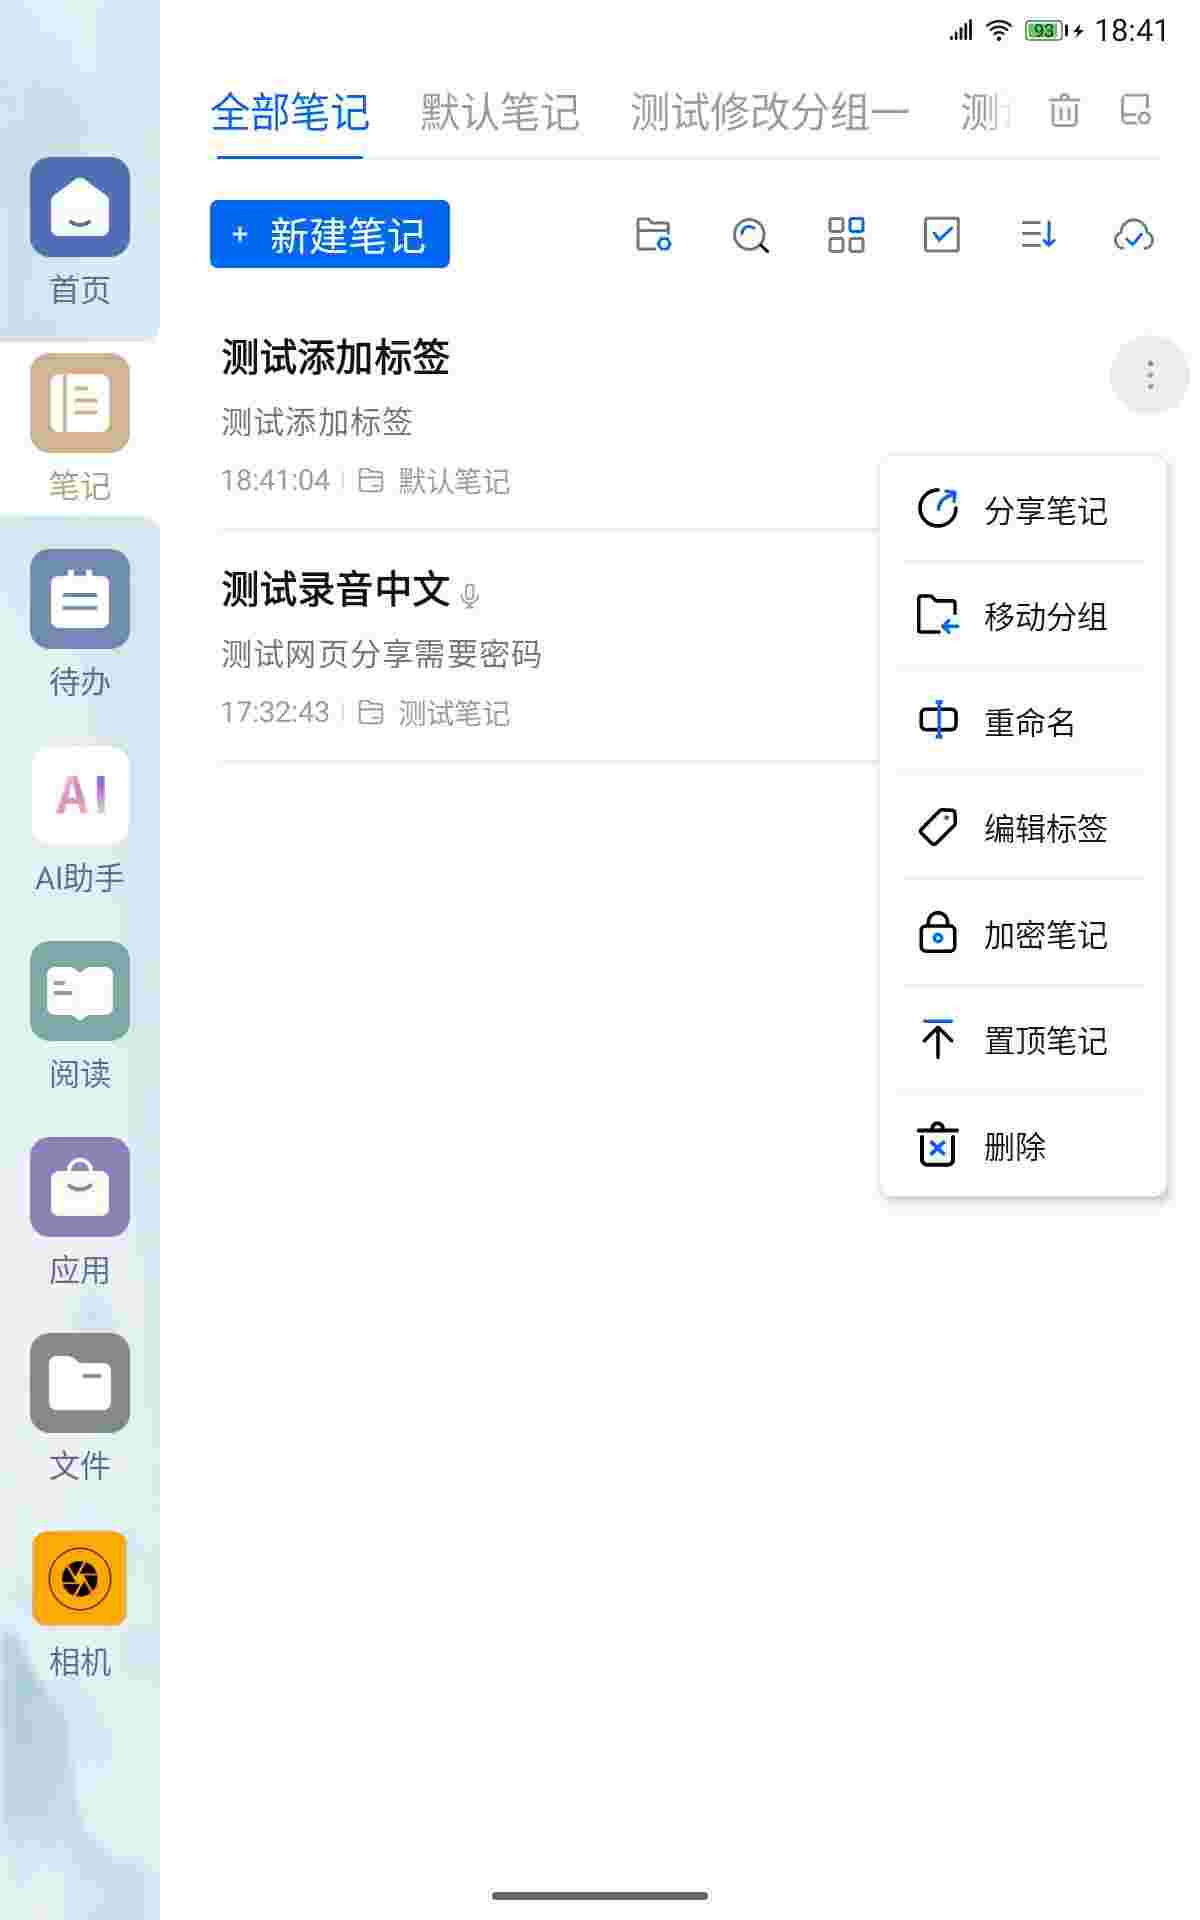 93 18:41
全部笔记 默认笔记 测试修改分组一 测
+ 新建笔记
测试添加标签
测试添加标签
18:41:04 默认笔记
测试录音中文
测试网页分享需要密码
17:32:43 测试笔记
分享笔记
移动分组
重命名
编辑标签
加密笔记
置顶笔记
删除
首页
笔记
待办
AI
AI助手
阅读
应用
文件
相机